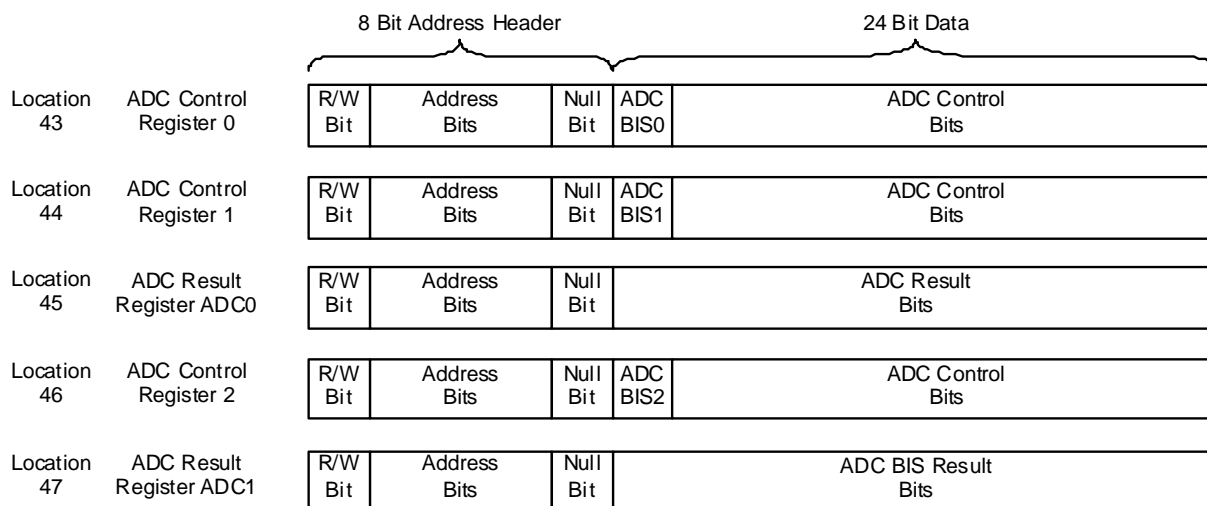 8 Bit Address Header 24 Bit Data
Location ADC Control R/W Address Null ADC ADC Control
43 Register 0 Bit Bits Bit BIS0 Bits
Location ADC Control R/W Address Null ADC ADC Control
44 Register 1 Bit Bits Bit BIS1 Bits
Location ADC Result R/W Address Null ADC Result
45 Register ADC0 Bit Bits Bit Bits
Location ADC Control R/W Address Null ADC ADC Control
46 Register 2 Bit Bits Bit BIS2 Bits
Location ADC Result R/W Address Null ADC BIS Result
47 Register ADC1 Bit Bits Bit Bits